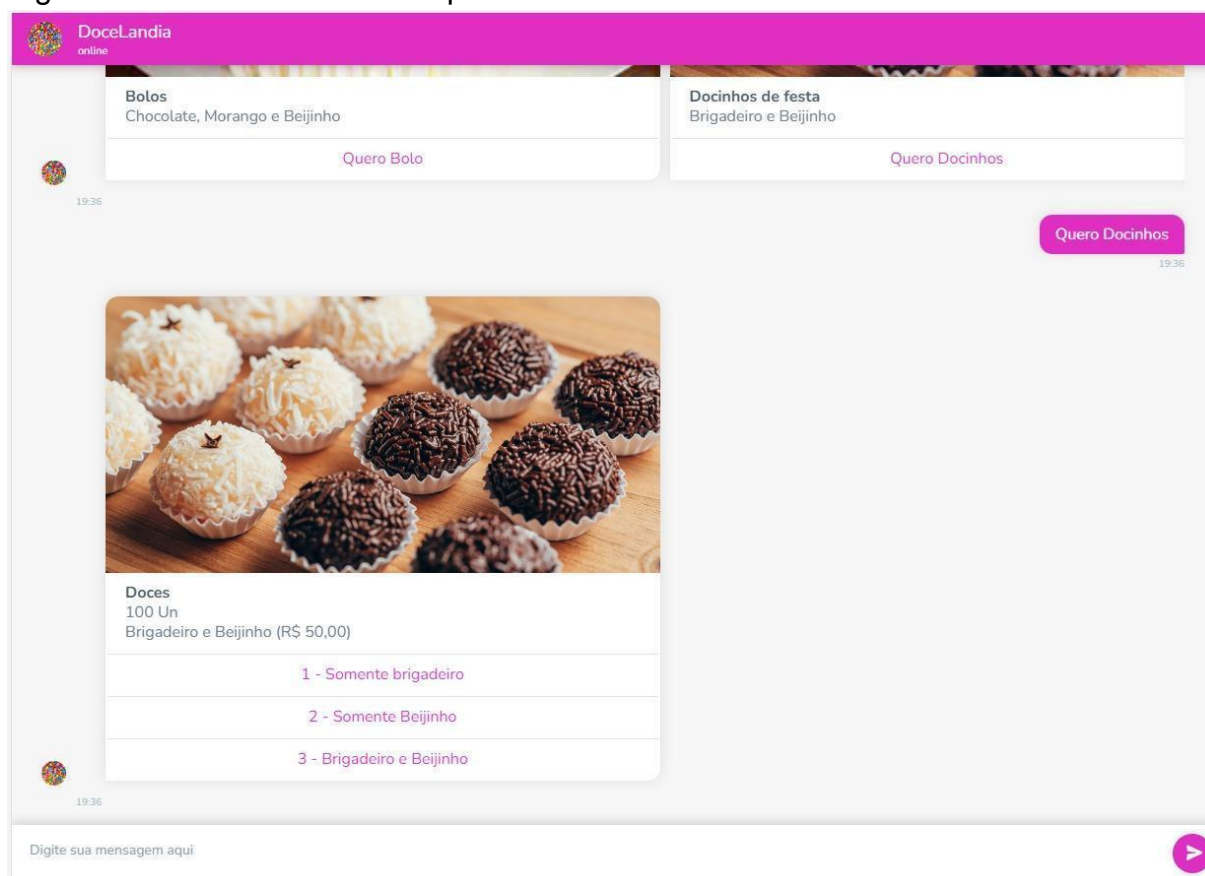 DoceLandia
online
Bolos
Chocolate, Morango e Beijinho
Quero Bolo
Docinhos de festa
Brigadeiro e Beijinho
Quero Docinhos
19:36
Quero Docinhos
19:36
Doces
100 Un
Brigadeiro e Beijinho (R$ 50,00)
1 - Somente brigadeiro
2 - Somente Beijinho
3 - Brigadeiro e Beijinho
19:36
Digite sua mensagem aqui